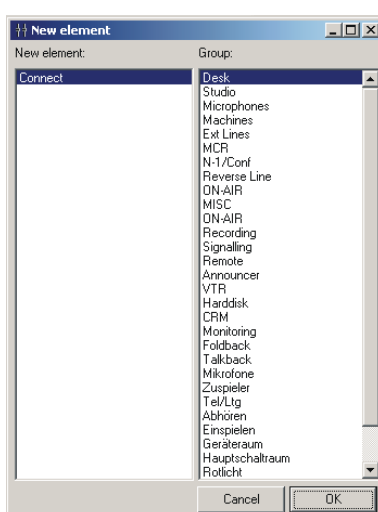 New element
New element:
Group:
Connect
Desk
Studio
Microphones
Machines
Ext Lines
MCR
N-1/Conf
Reverse Line
ON-AIR
MISC
ON-AIR
Recording
Signalling
Remote
Announcer
VTR
Harddisk
CRM
Monitoring
Foldback
Talkback
Mikrofone
Zuspieler
Tel/Ltg
Abhören
Einspielen
Geräteraum
Hauptschaltraum
Rotlicht
Cancel
OK